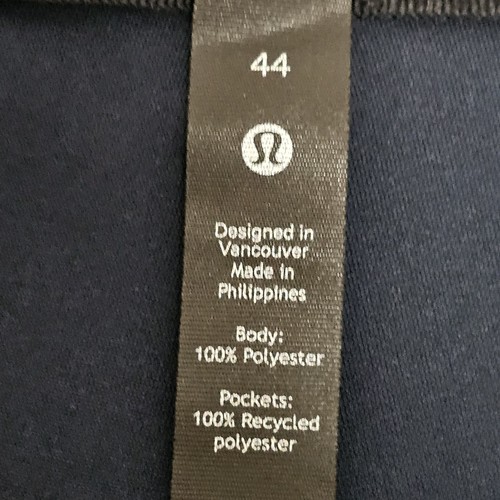 44
Designed in
Vancouver
Made in
Philippines
Body:
100% Polyester
Pockets:
100% Recycled
polyester